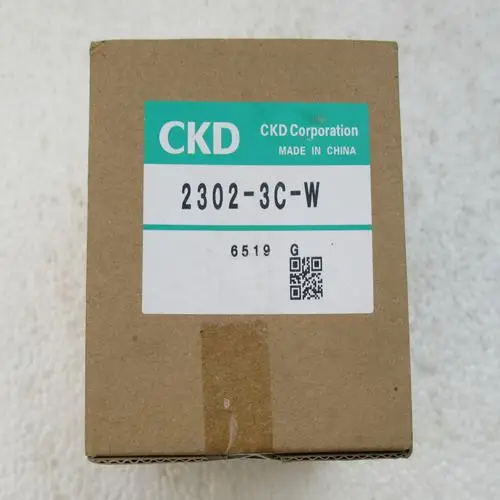 CKD
CKD Corporation
MADE IN CHINA
2302-3C-W
6519 G